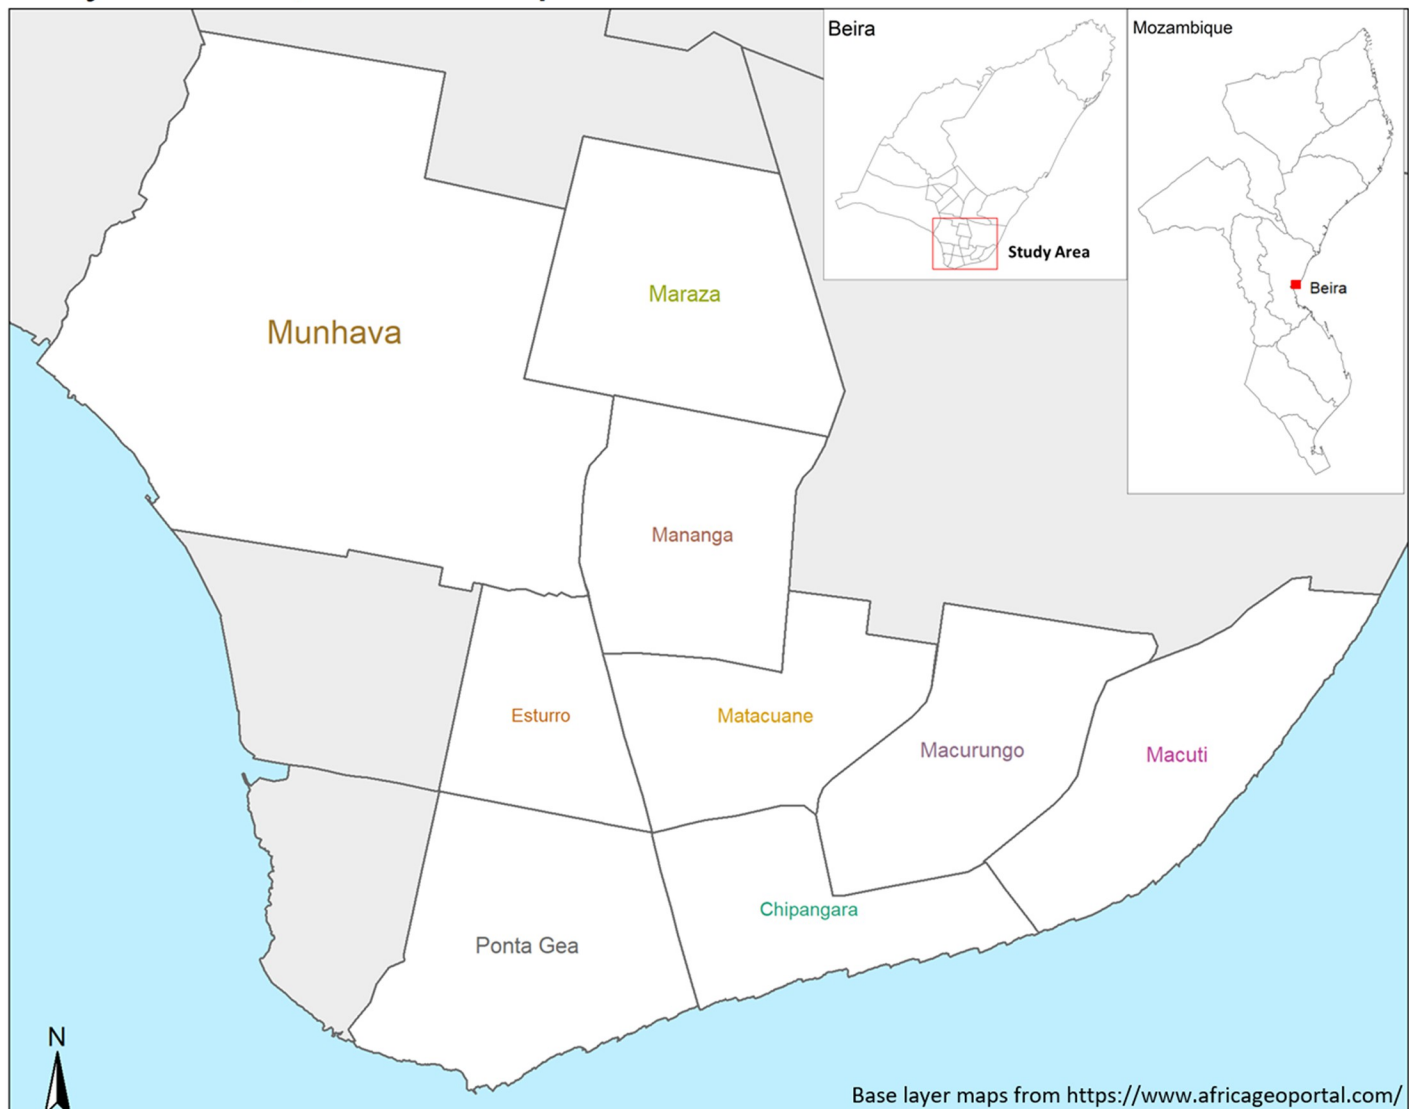 Beira
Mozambique
Study Area
Beira
Maraza
Munhava
Mananga
Esturro
Matacuane
Macurungo
Macuti
Chipangara
Ponta Gea
N
Base layer maps from https://www.africageoportal.com/